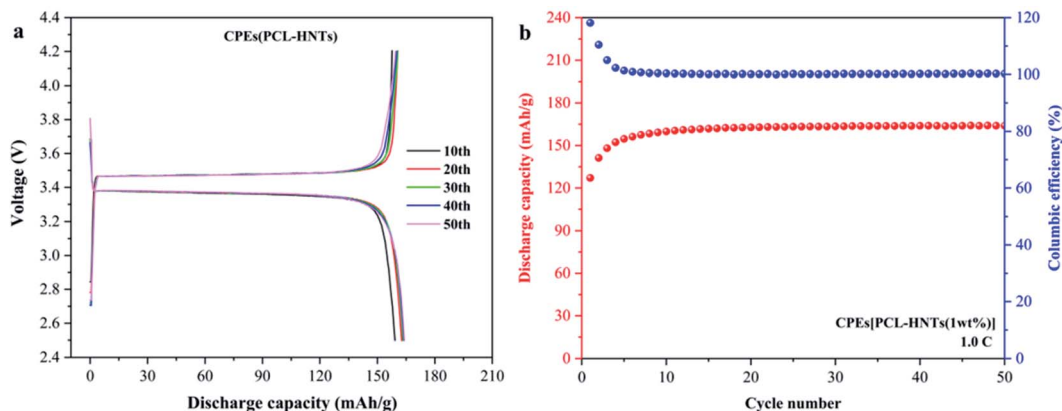 a
CPEs(PCL-HNTs)
4.4
4.2
4.0
3.8
3.6
3.4
3.2
3.0
2.8
2.6
2.4
Voltage (V)
10th
20th
30th
40th
50th
0 30 60 90 120 150 180 210
Discharge capacity (mAh/g)
b
240
210
180
150
120
90
60
30
0
Discharge capacity (mAh/g)
120
100
80
60
40
20
0
Columbic efficiency (%)
CPEs[PCL-HNTs(1wt%)]
1.0 C
0 10 20 30 40 50
Cycle number